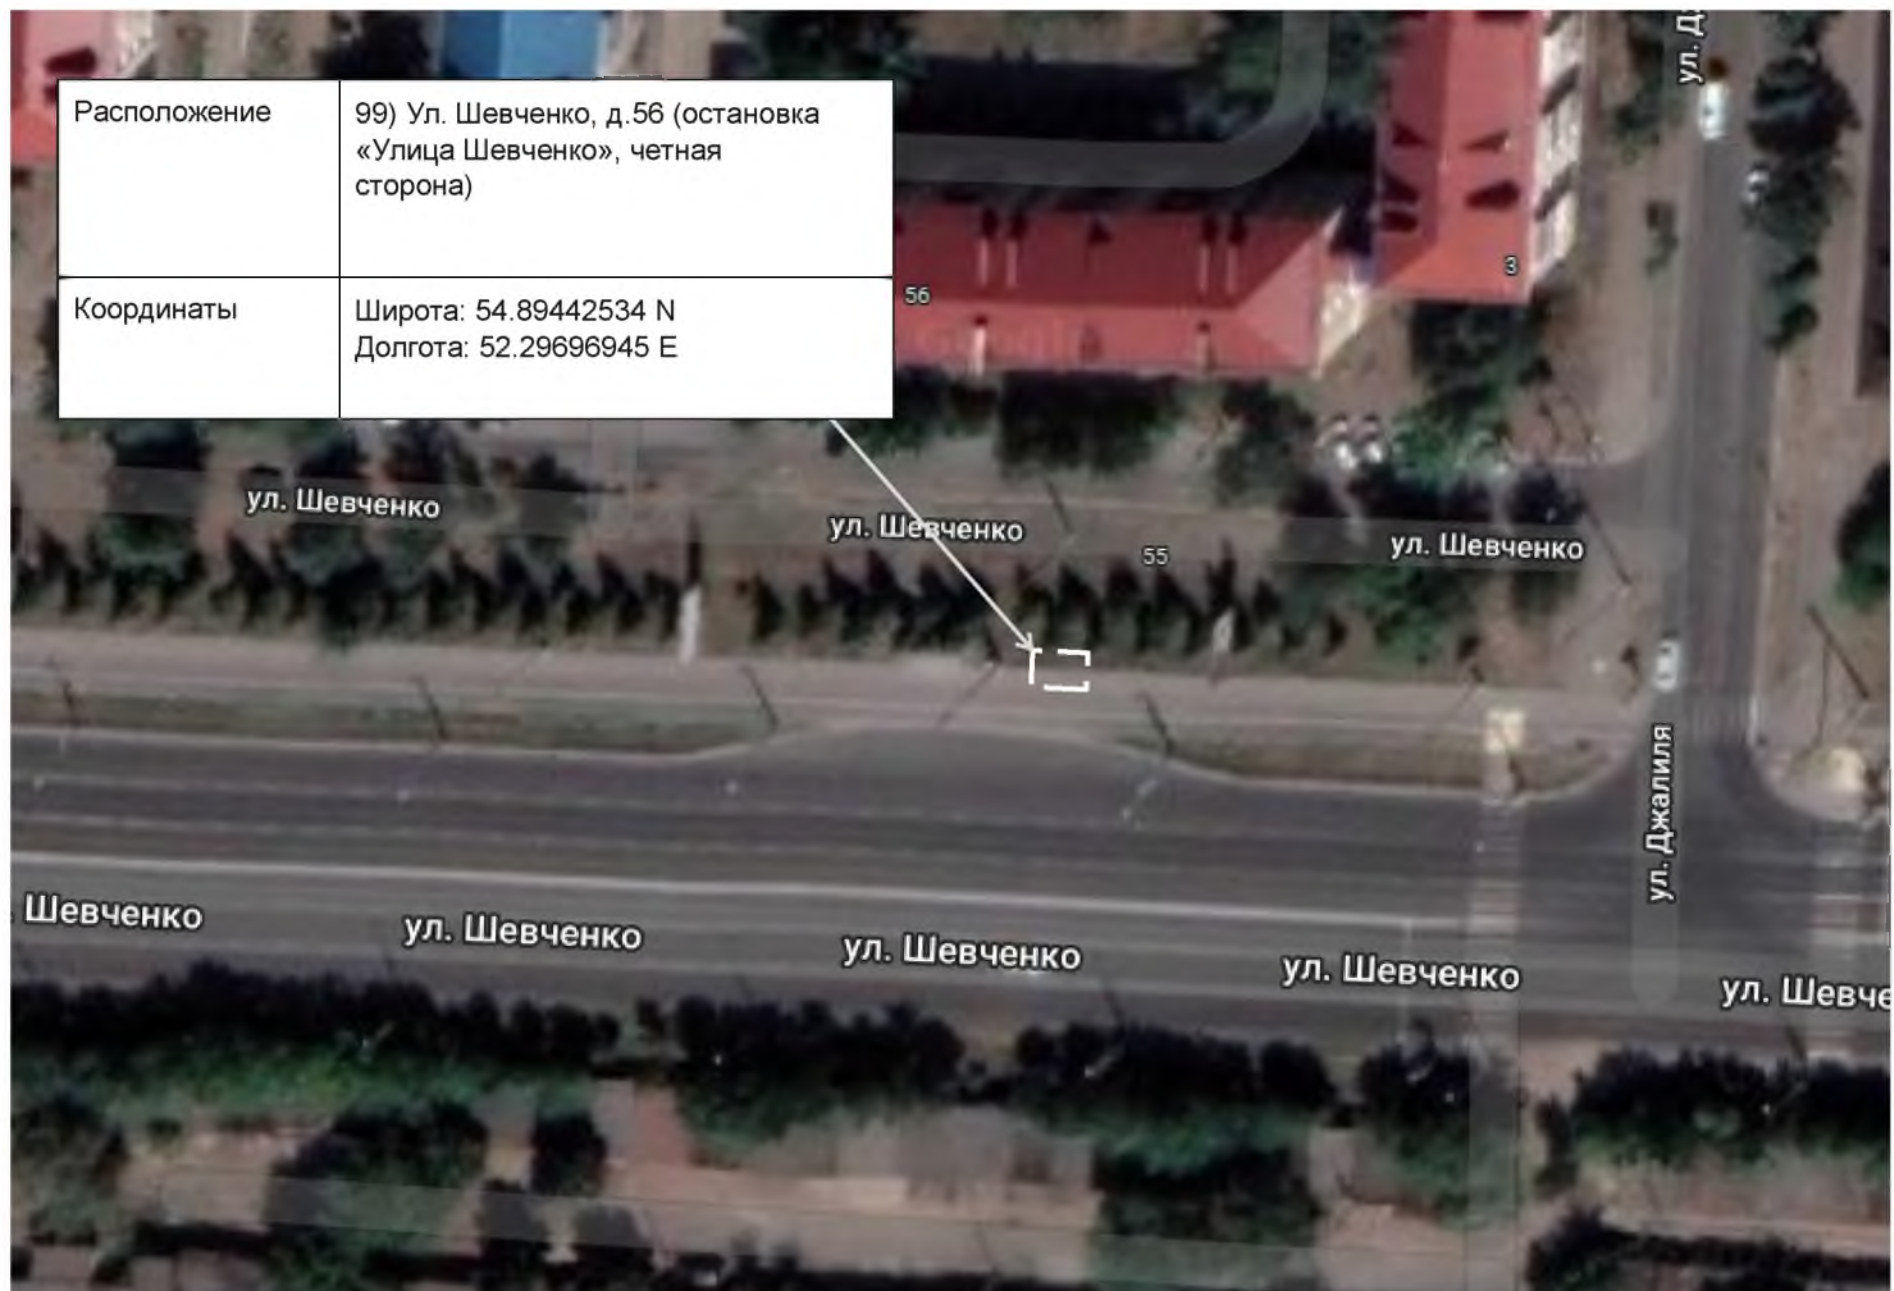 ул. Д
Расположение
99) Ул. Шевченко, д.56 (остановка
«Улица Шевченко», четная
сторона)
Координаты
Широта: 54.89442534 N
Долгота: 52.29696945 E
3
56
ул. Шевченко
ул. Шевченко
ул. Шевченко
55
ул. Джалиля
Шевченко
ул. Шевченко
ул. Шевченко
ул. Шевченко
ул. Шевче